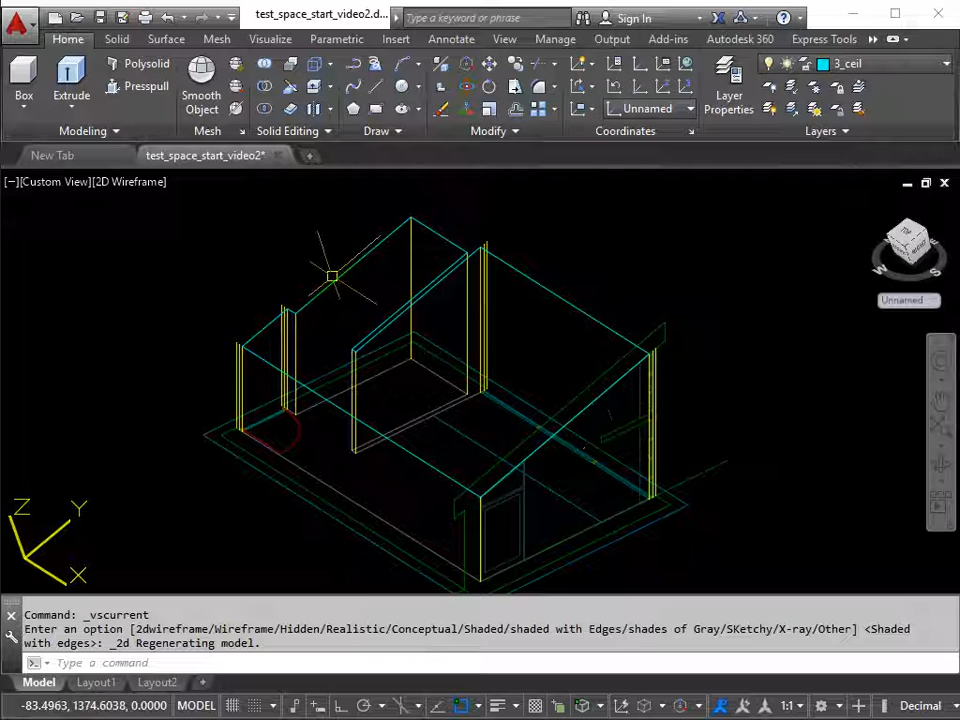 test_space_start_video2.d...
Type a keyword or phrase
Sign In
Home Solid Surface Mesh Visualize Parametric Insert Annotate View Manage Output Add-ins Autodesk 360 Express Tools
Polysolid
Presspull
Box
Extrude
Smooth
Object
Unnamed
3_ceil
Layer
Properties
Modeling Mesh Solid Editing Draw Modify Coordinates Layers
New Tab test_space_start_video2*
[−][Custom View][2D Wireframe]
TOP
RIGHT
W
S
Unnamed
Z
Y
X
Command: _vscurrent
Enter an option [2dwireframe/Wireframe/Hidden/Realistic/Conceptual/Shaded/shaded with Edges/shades of Gray/SKetchy/X-ray/Other] <Shaded
with edges>: _2d Regenerating model.
Type a command
Model Layout1 Layout2 +
-83.4963, 1374.6038, 0.0000 MODEL 1:1 Decimal